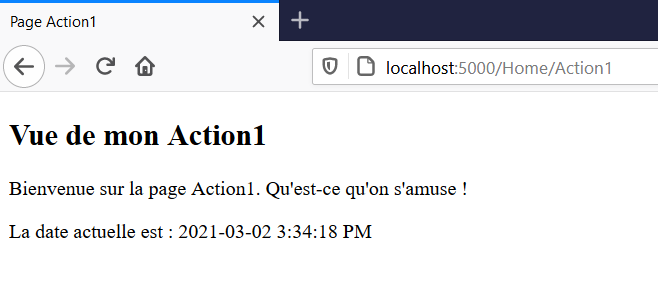 Page Action1
localhost:5000/Home/Action1
Vue de mon Action1
Bienvenue sur la page Action1. Qu'est-ce qu'on s'amuse !
La date actuelle est : 2021-03-02 3:34:18 PM